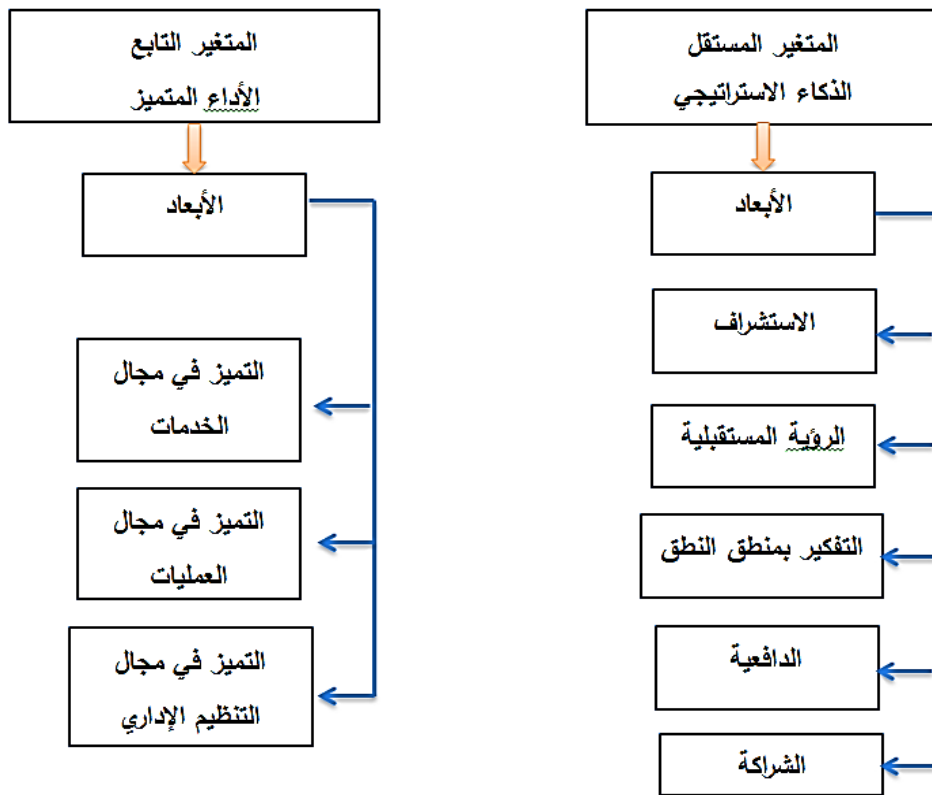 المتغير المستقل
الذكاء الاستراتيجي
الأبعاد
الاستشراف
الرؤية المستقبلية
التفكير بمنطق النطق
الدافعية
الشراكة
المتغير التابع
الأداء المتميز
الأبعاد
التميز في مجال
الخدمات
التميز في مجال
العمليات
التميز في مجال
التنظيم الإداري